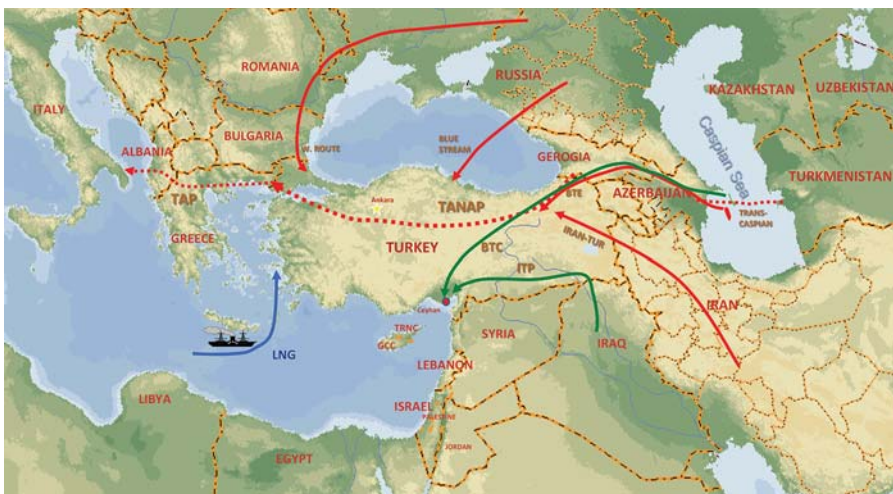 ROMANIA
RUSSIA
KAZAKHSTAN
UZBEKISTAN
ITALY
BULGARIA
W. ROUTE
BLUE
STREAM
Caspian Sea
ALBANIA
GEROGIA
TURKMENISTAN
TAP
Ankara
TANAP
BTE
AZERBAIJAN
TRANS-
CASPIAN
GREECE
TURKEY
BTC
IRAN-TUR
ITP
IRAN
Ceyhan
TRNC
GCC
SYRIA
IRAQ
LNG
LEBANON
LIBYA
ISRAEL
PALESTINE
JORDAN
EGYPT